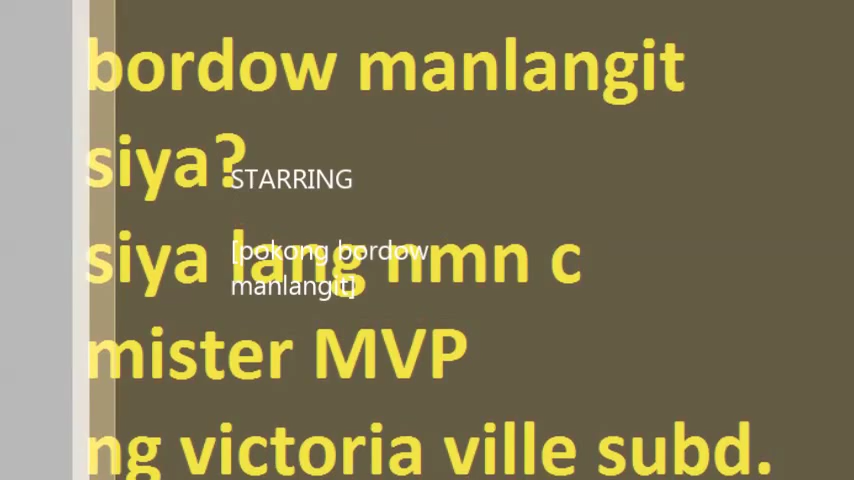 bordow manlangit
siya?
STARRING
siya lang nmn c
[pokong bordow
manlangit]
mister MVP
ng victoria ville subd.